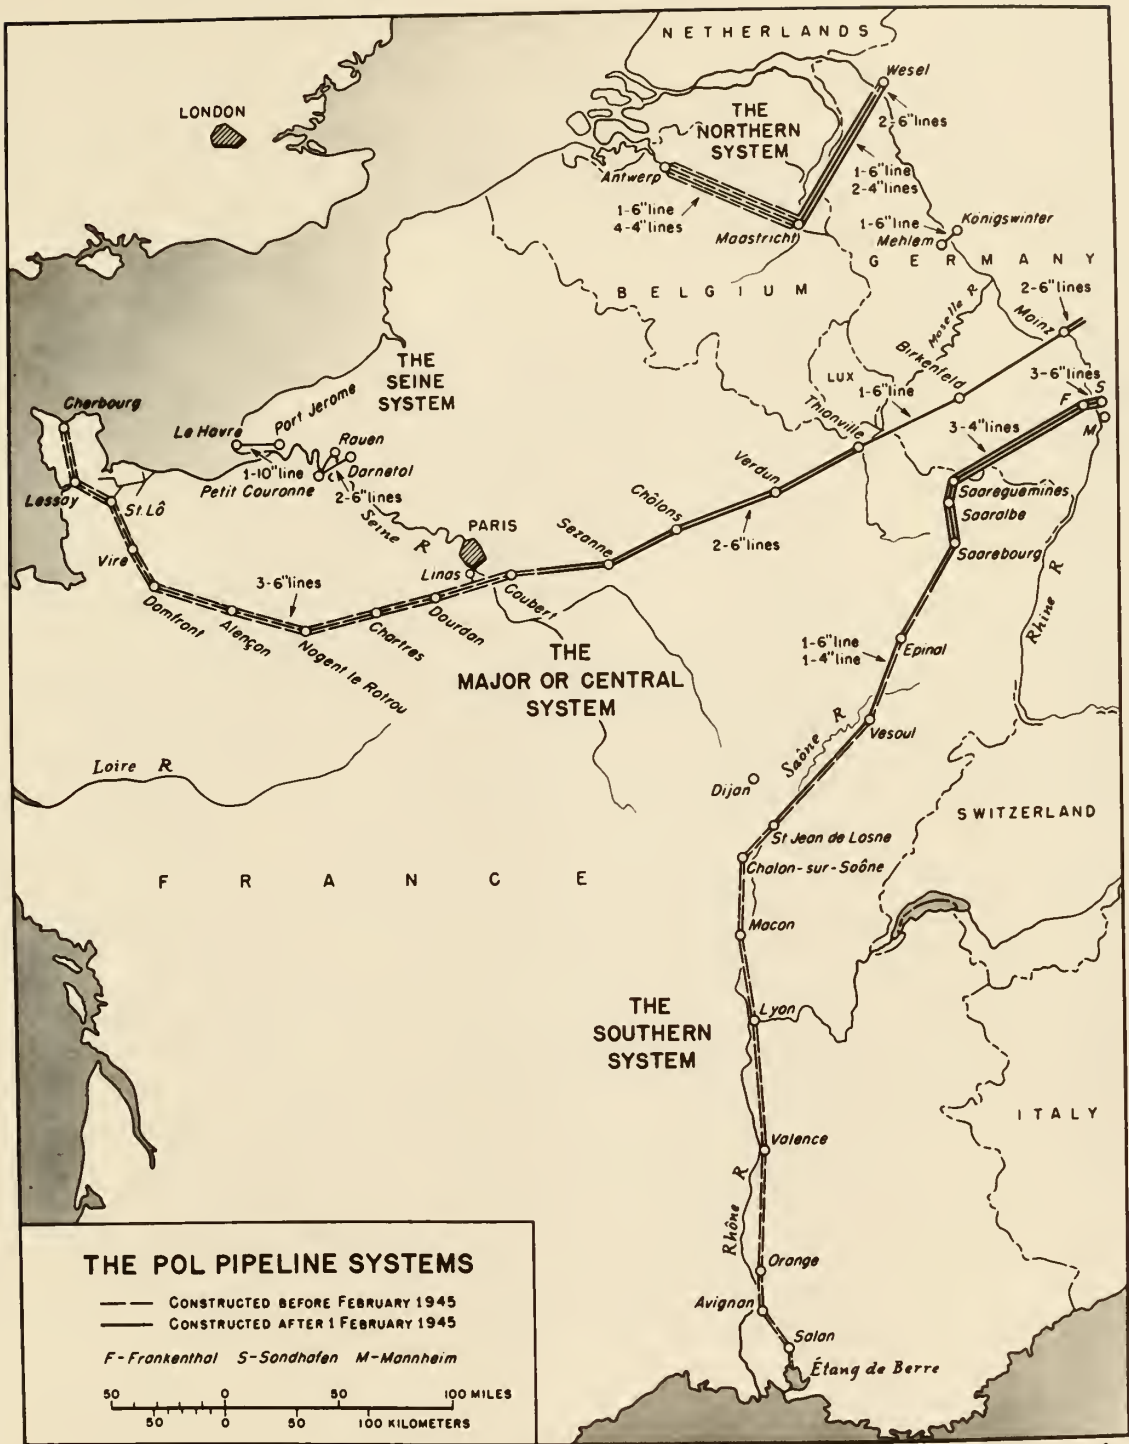 NETHERLANDS
Wesel
LONDON
THE
NORTHERN
SYSTEM
2-6" lines
Antwerp
1-6" line
2-4" lines
1-6" line
4-4" lines
Maastricht
1-6" line
Königswinter
Mehlem
GERMANY
BELGIUM
2-6" lines
Moselle R
Mainz
THE
SEINE
SYSTEM
Birkenfeld
LUX
1-6" line
3-6" lines
F
S
M
Cherbourg
Port Jerome
Le Havre
Thionville
3-4" lines
Rouen
Darnetal
1-10" line
Petit Couronne
2-6" lines
Verdun
Lessay
St. Lô
Châlons
Saareguemines
Saaralbe
Seine R
PARIS
Sezanne
2-6" lines
Saarebourg
Vire
Linas
3-6" lines
Coubert
Domfront
Alençon
Nogent le Rotrou
Chartres
Dourdan
Rhine R
THE
MAJOR OR CENTRAL
SYSTEM
1-6" line
1-4" line
Epinal
Saône R
Vesoul
Loire R
Dijon
SWITZERLAND
St Jean de Losne
Chalon-sur-Saône
FRANCE
Macon
THE
SOUTHERN
SYSTEM
Lyon
ITALY
Valence
Rhône R
Orange
Avignan
Salon
Étang de Berre
THE POL PIPELINE SYSTEMS
CONSTRUCTED BEFORE FEBRUARY 1945
CONSTRUCTED AFTER 1 FEBRUARY 1945
F-Frankenthal S-Sandhofen M-Mannheim
50 0 50 100 MILES
50 0 50 100 KILOMETERS